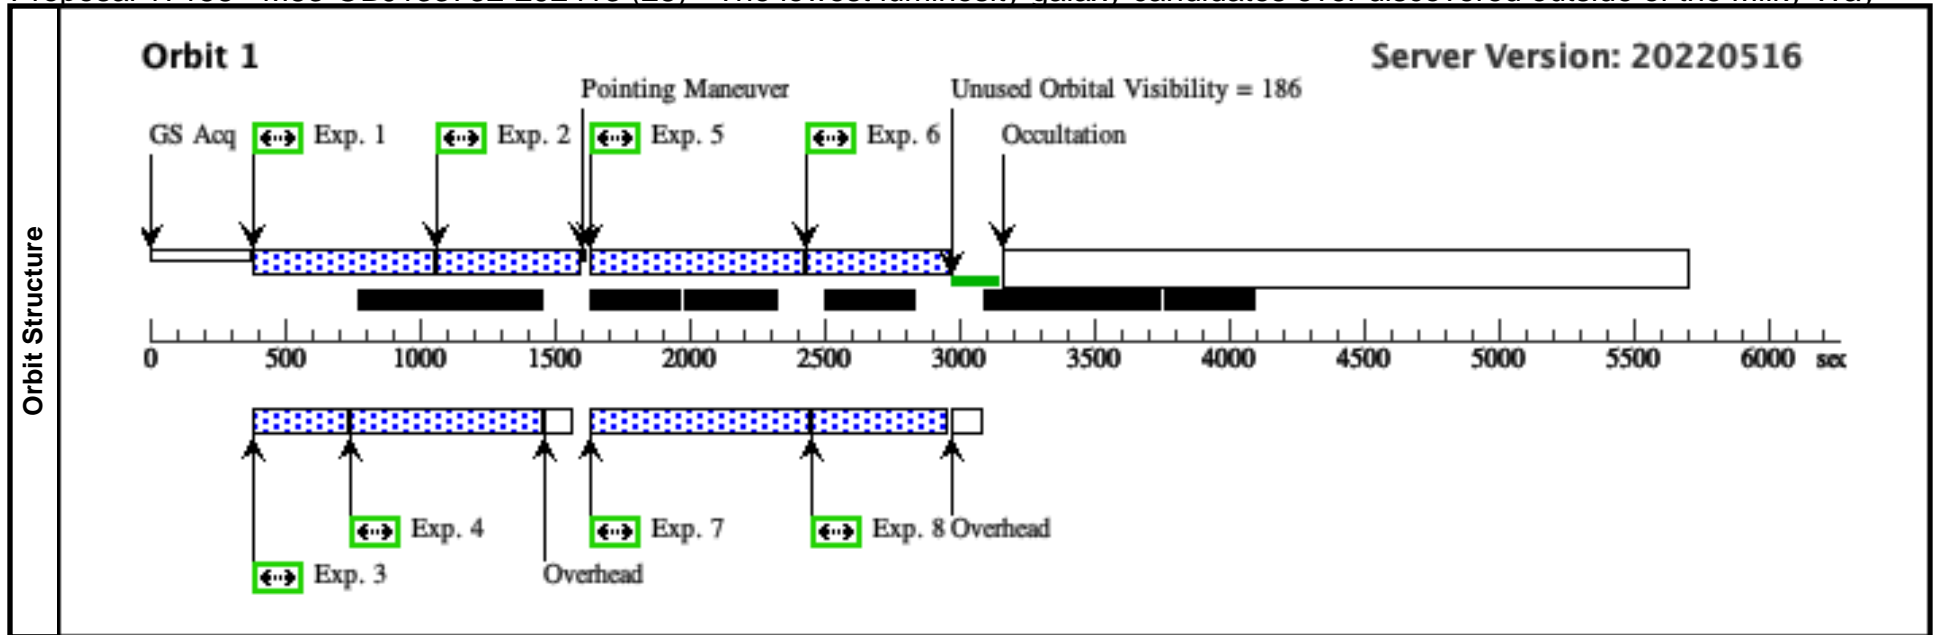 Orbit 1
Server Version: 20220516
Pointing Maneuver
Unused Orbital Visibility = 186
GS Acq
Exp. 1
Exp. 2
Exp. 5
Exp. 6
Occultation
Orbit Structure
0 500 1000 1500 2000 2500 3000 3500 4000 4500 5000 5500 6000 sec
Exp. 4
Exp. 7
Exp. 8
Overhead
Exp. 3
Overhead